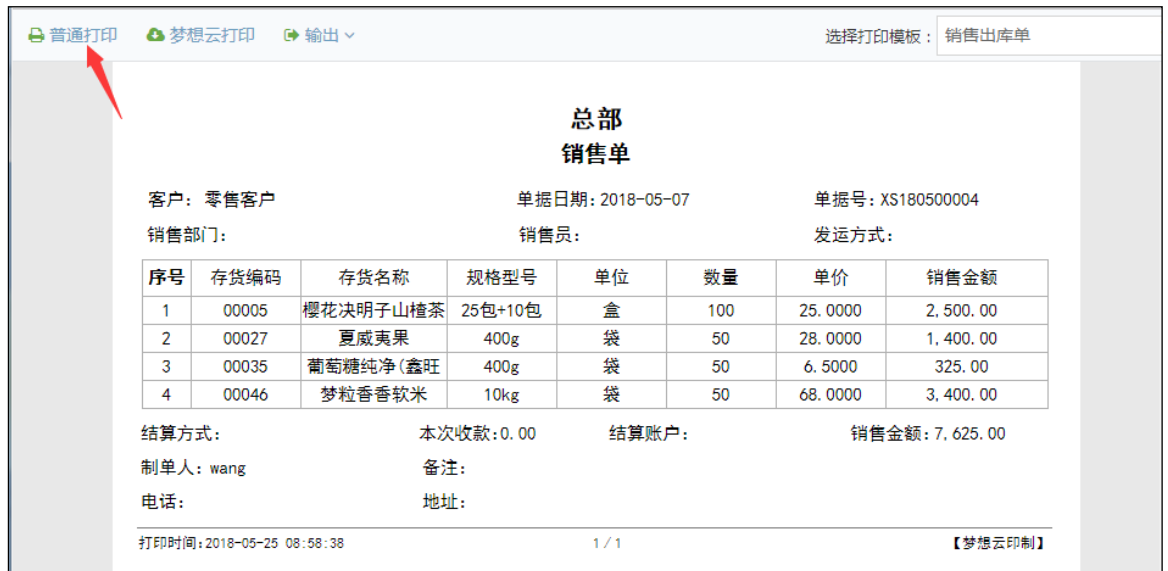 普通打印 梦想云打印 输出 选择打印模板： 销售出库单
总部
销售单
客户：零售客户 单据日期：2018-05-07 单据号：XS180500004
销售部门： 销售员： 发运方式：
序号 存货编码 存货名称 规格型号 单位 数量 单价 销售金额
1 00005 樱花决明子山楂茶 25包+10包 盒 100 25.0000 2,500.00
2 00027 夏威夷果 400g 袋 50 28.0000 1,400.00
3 00035 葡萄糖纯净(鑫旺 400g 袋 50 6.5000 325.00
4 00046 梦粒香香软米 10kg 袋 50 68.0000 3,400.00
结算方式： 本次收款:0.00 结算账户： 销售金额：7,625.00
制单人：wang 备注：
电话： 地址：
打印时间:2018-05-25 08:58:38 1/1 【梦想云印制】